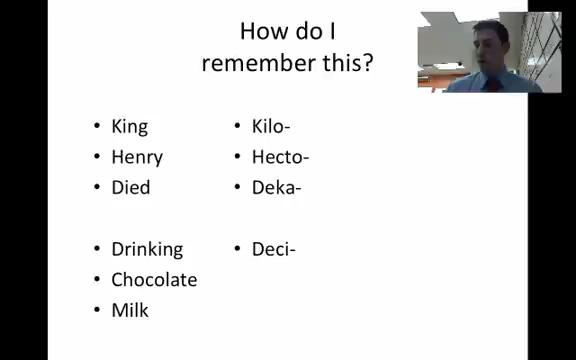 How do I
remember this?
• King
• Henry
• Died
• Drinking
• Chocolate
• Milk
• Kilo-
• Hecto-
• Deka-
• Deci-